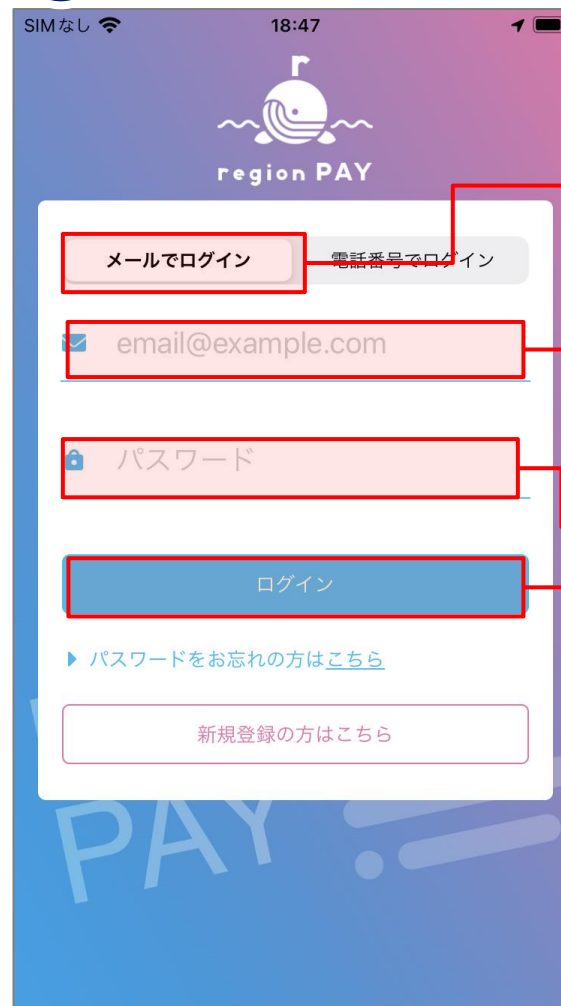 SIMなし 18:47
r
region PAY
メールでログイン 電話番号でログイン
email@example.com
パスワード
ログイン
パスワードをお忘れの方はこちら
新規登録の方はこちら
PAY